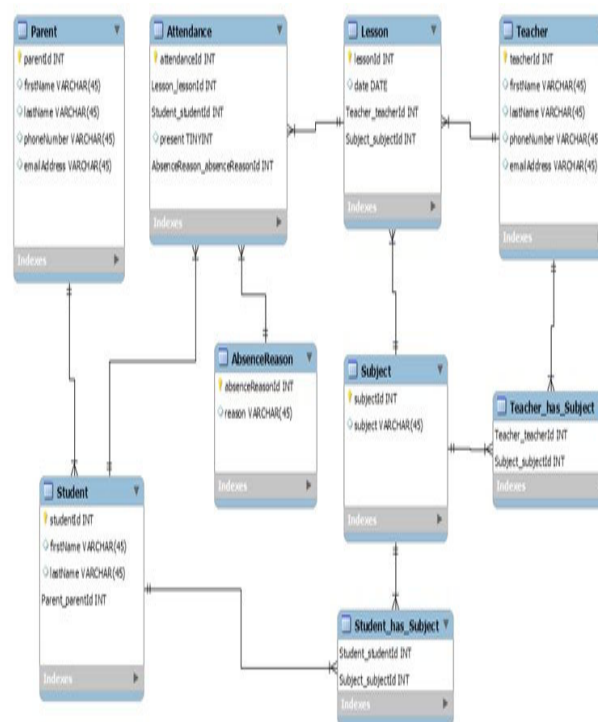 Parent
parentId INT
firstName VARCHAR(45)
lastName VARCHAR(45)
phoneNumber VARCHAR(45)
emailAddress VARCHAR(45)
Indexes
Attendance
attendanceId INT
Lesson_lessonId INT
Student_studentId INT
present TINYINT
AbsenceReason_absenceReasonId INT
Indexes
Lesson
lessonId INT
date DATE
Teacher_teacherId INT
Subject_subjectId INT
Indexes
Teacher
teacherId INT
firstName VARCHAR(45)
lastName VARCHAR(45)
phoneNumber VARCHAR(45)
emailAddress VARCHAR(45)
Indexes
AbsenceReason
absenceReasonId INT
reason VARCHAR(45)
Indexes
Subject
subjectId INT
subject VARCHAR(45)
Indexes
Teacher_has_Subject
Teacher_teacherId INT
Subject_subjectId INT
Indexes
Student
studentId INT
firstName VARCHAR(45)
lastName VARCHAR(45)
Parent_parentId INT
Indexes
Student_has_Subject
Student_studentId INT
Subject_subjectId INT
Indexes